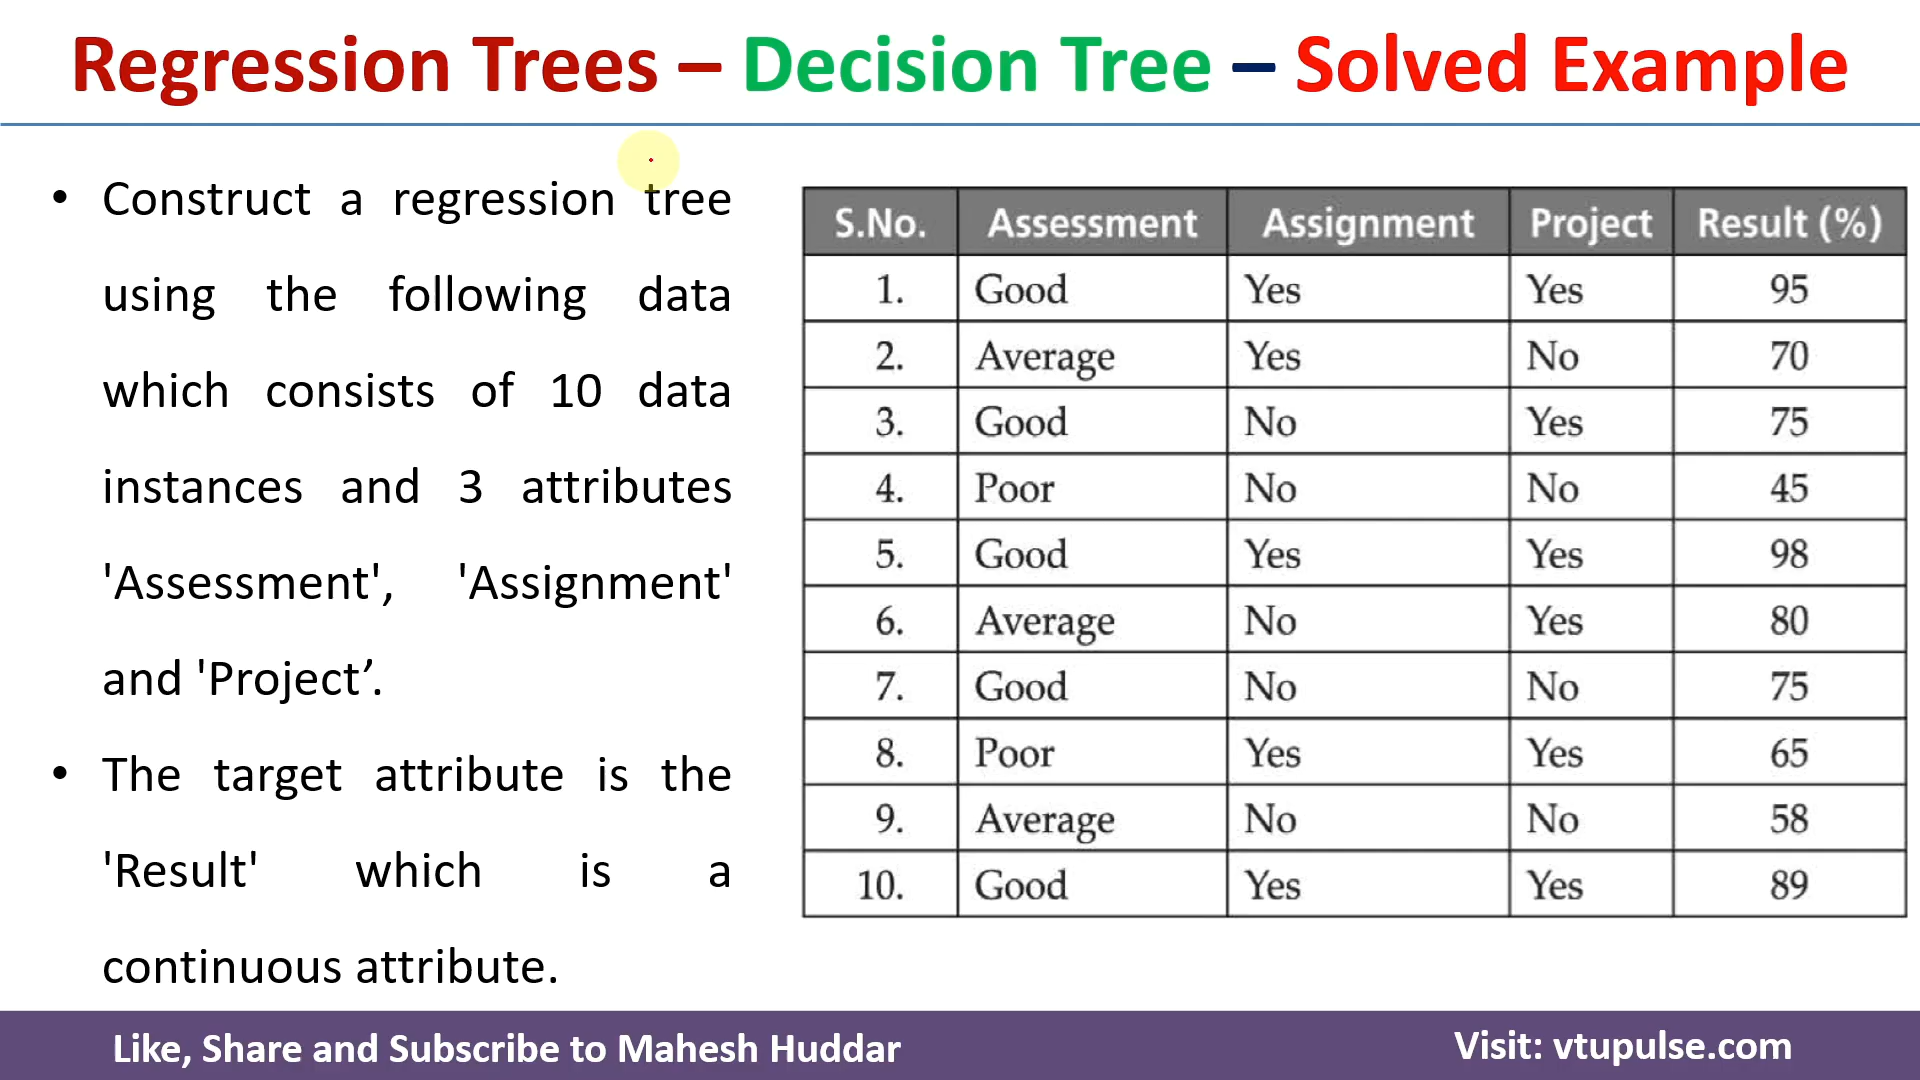 Regression Trees – Decision Tree – Solved Example
• Construct a regression tree
using the following data
which consists of 10 data
instances and 3 attributes
'Assessment', 'Assignment'
and 'Project’.
• The target attribute is the
'Result' which is a
continuous attribute.
S.No. Assessment Assignment Project Result (%)
1. Good Yes Yes 95
2. Average Yes No 70
3. Good No Yes 75
4. Poor No No 45
5. Good Yes Yes 98
6. Average No Yes 80
7. Good No No 75
8. Poor Yes Yes 65
9. Average No No 58
10. Good Yes Yes 89
Like, Share and Subscribe to Mahesh Huddar
Visit: vtupulse.com